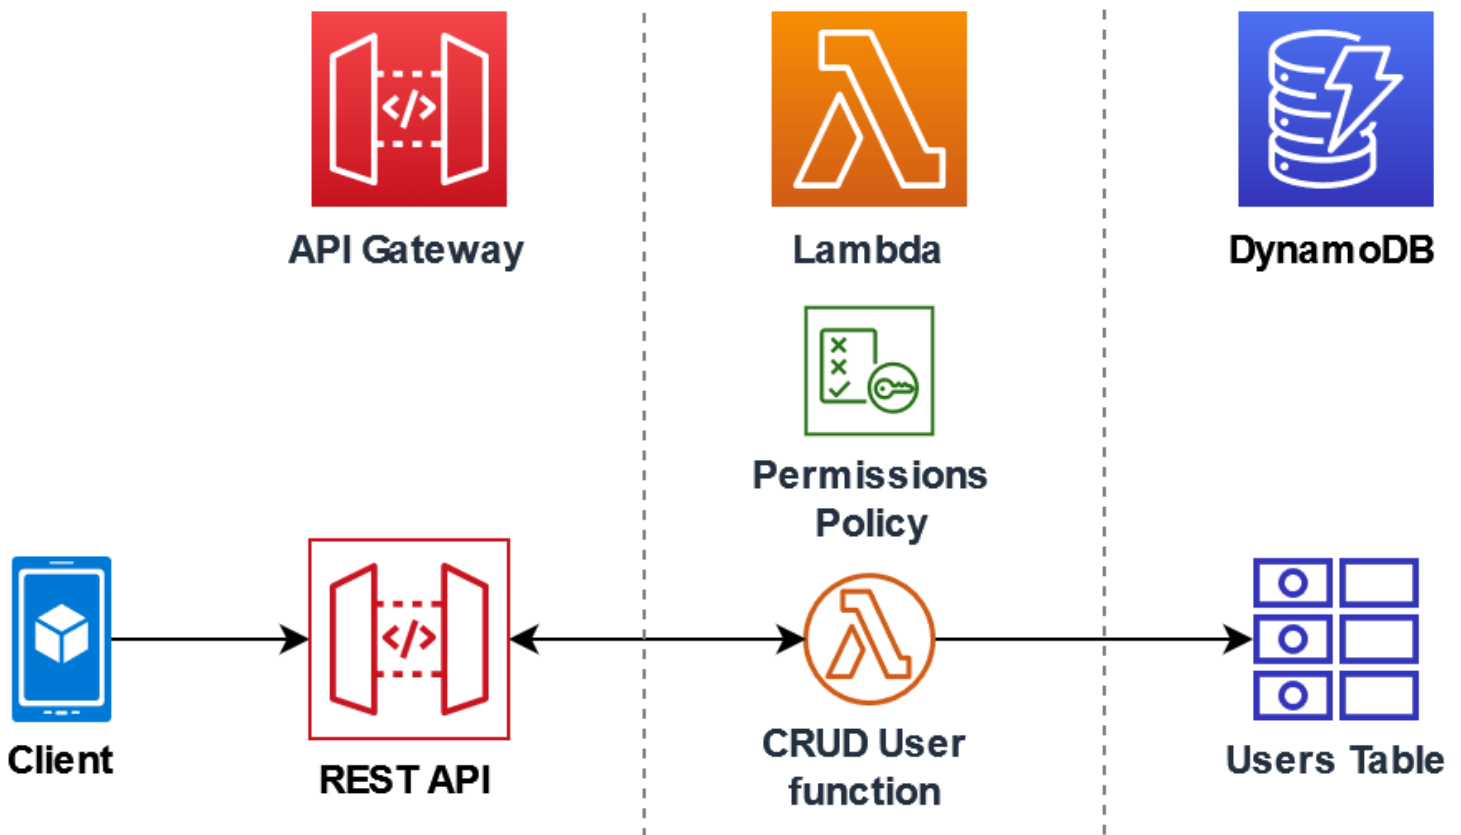 API Gateway
Lambda
DynamoDB
</>
Permissions
Policy
</>
Client
REST API
CRUD User
function
Users Table